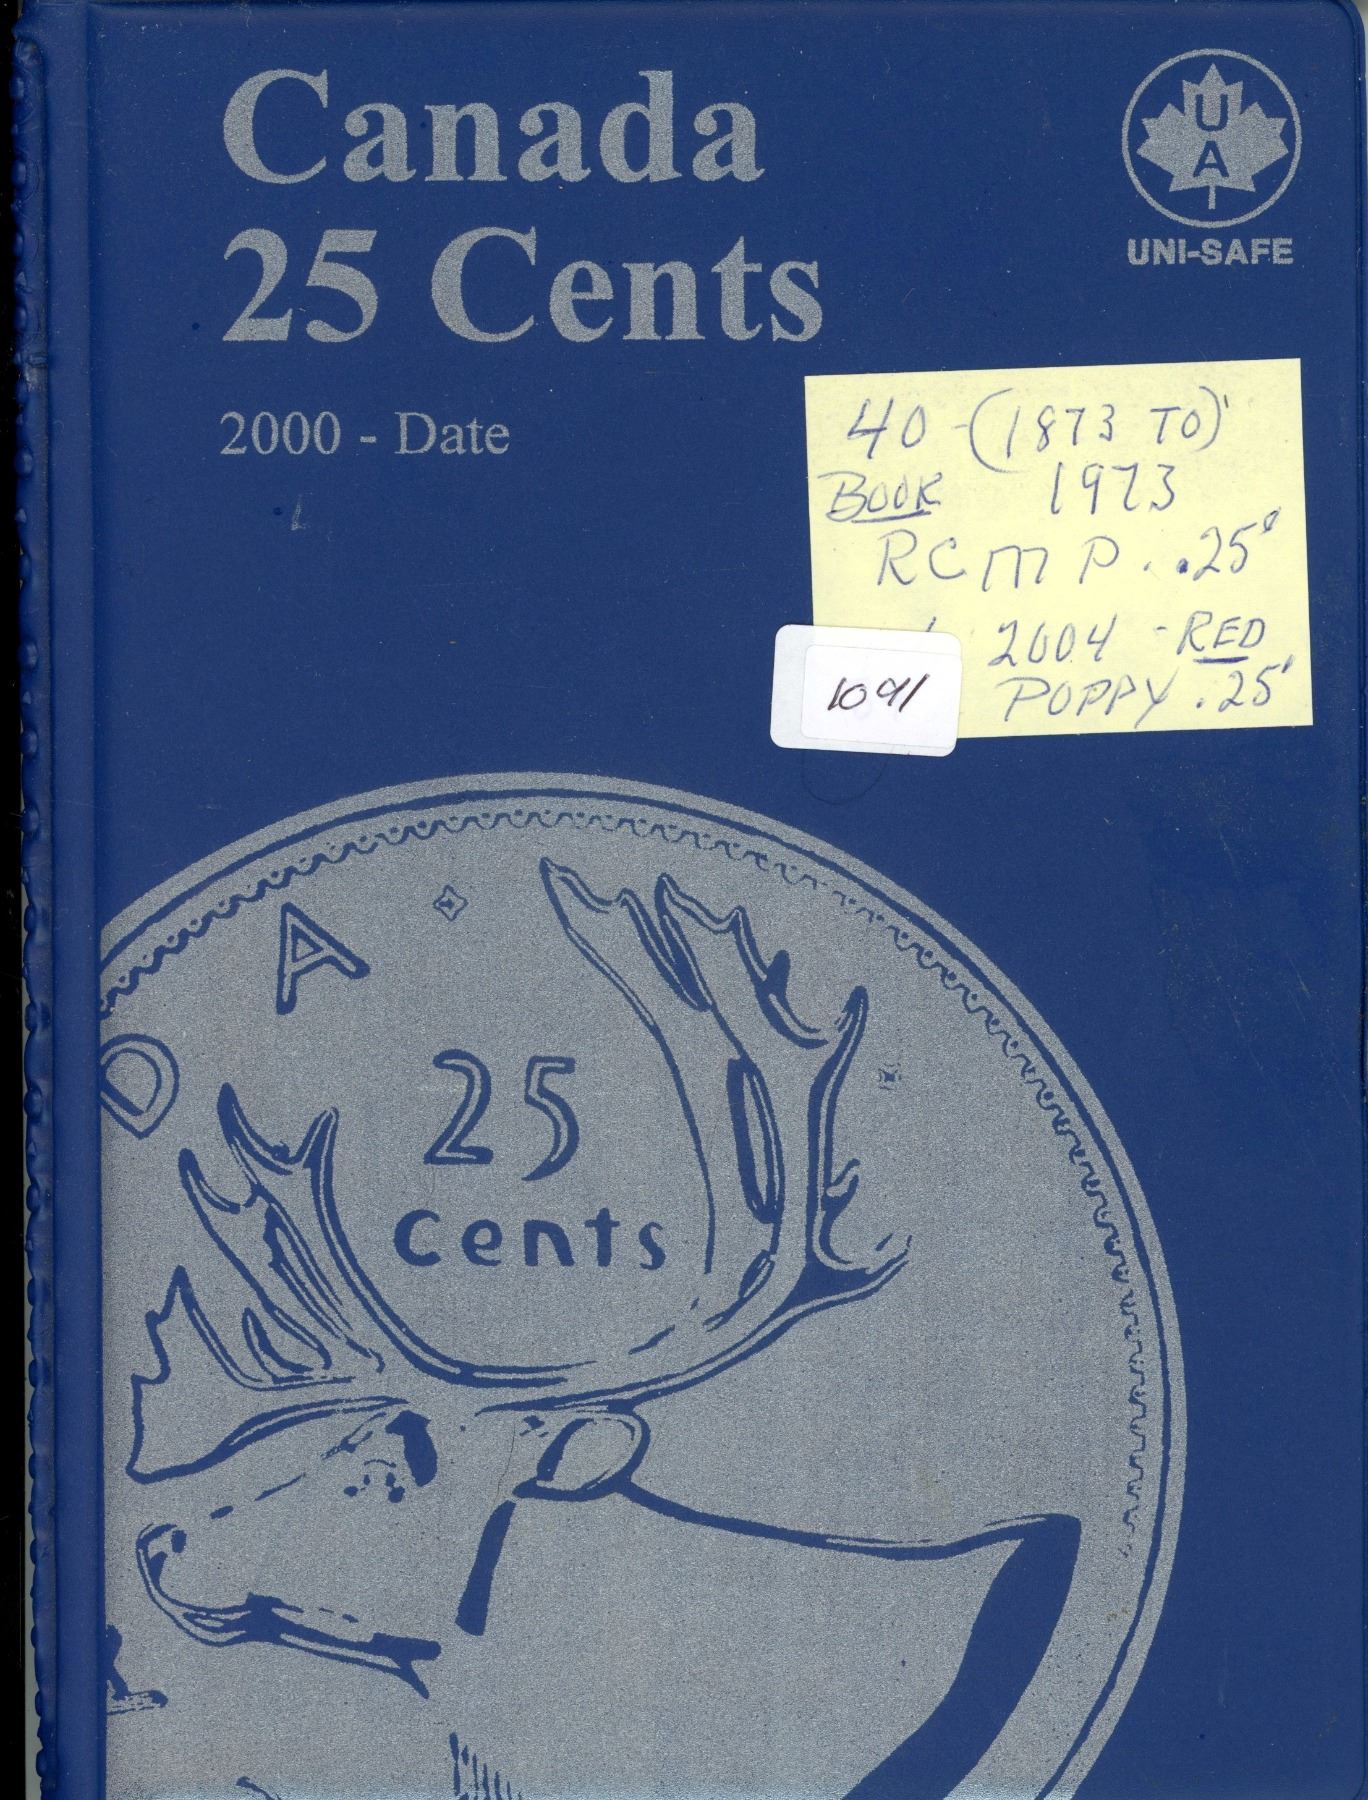 Canada
25 Cents
2000 - Date
U
A
UNI-SAFE
40 - (1873 TO)'
BOOK 1973
RCMP . .25'
2004 - RED
POPPY .25'
1091
D A
25
cents